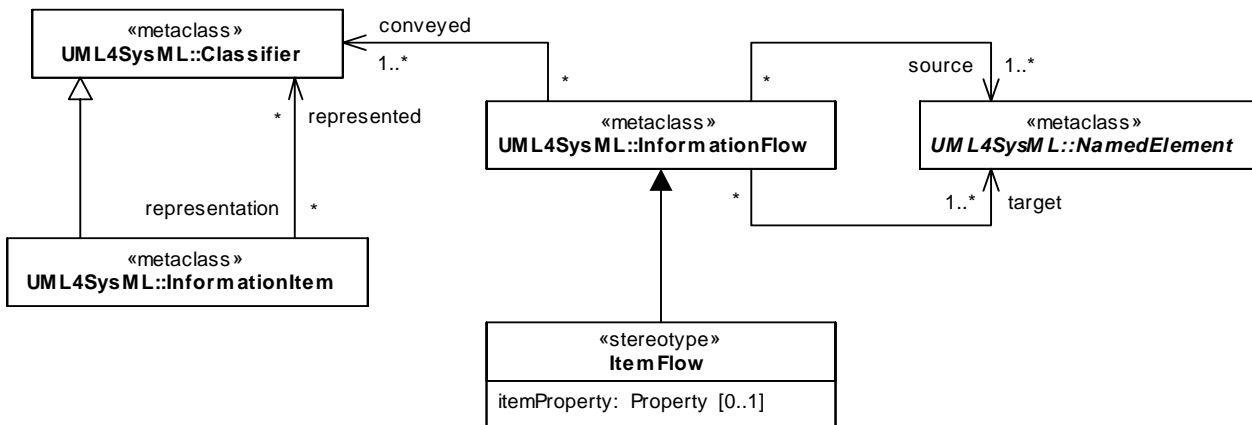 «metaclass»
UML4SysML::Classifier
conveyed
1..*
*
*
source
1..*
* represented
«metaclass»
UML4SysML::InformationFlow
«metaclass»
UML4SysML::NamedElement
*
1..*
target
representation *
«metaclass»
UML4SysML::InformationItem
«stereotype»
ItemFlow
itemProperty: Property [0..1]